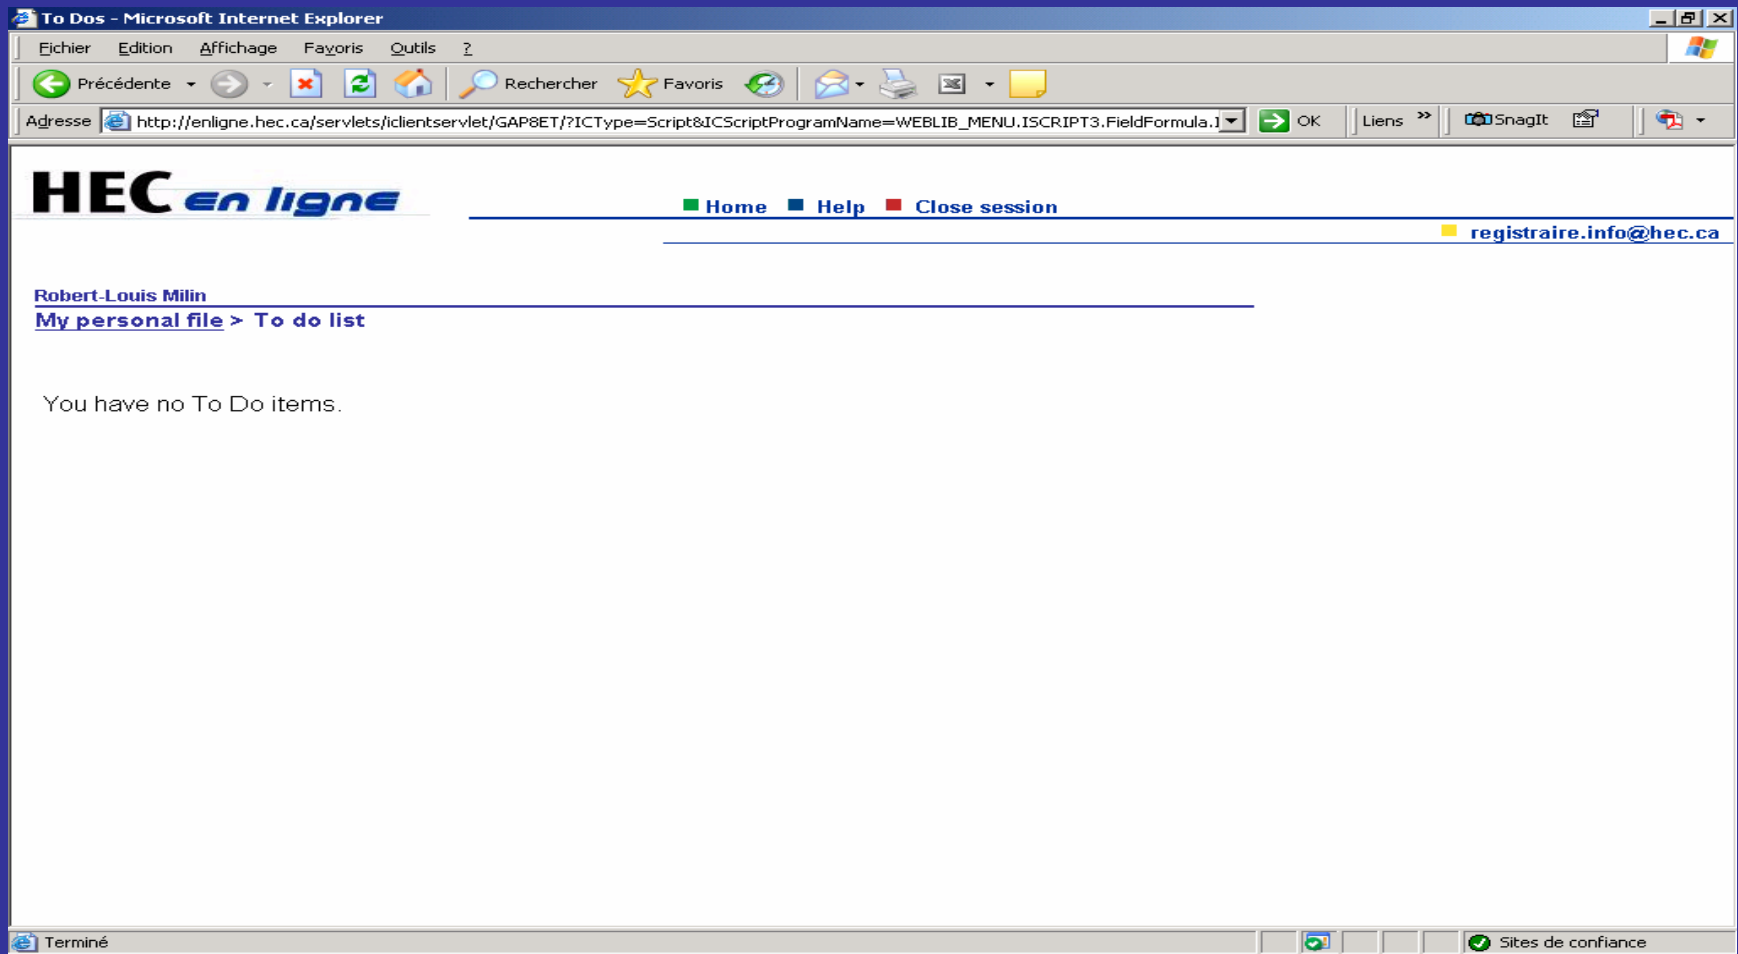 To Dos - Microsoft Internet Explorer
Eichier Edition Affichage Favoris Outils ?
Précédente Rechercher Favoris
Adresse http://enligne.hec.ca/servlets/iclientservlet/GAP8ET/?ICType=Script&ICScriptProgramName=WEBLIB_MENU.ISCRIPT3.FieldFormula.I OK Liens » SnagIt
HEC en ligne
Home Help Close session
registraire.info@hec.ca
Robert-Louis Milin
My personal file > To do list
You have no To Do items.
Terminé Sites de confiance